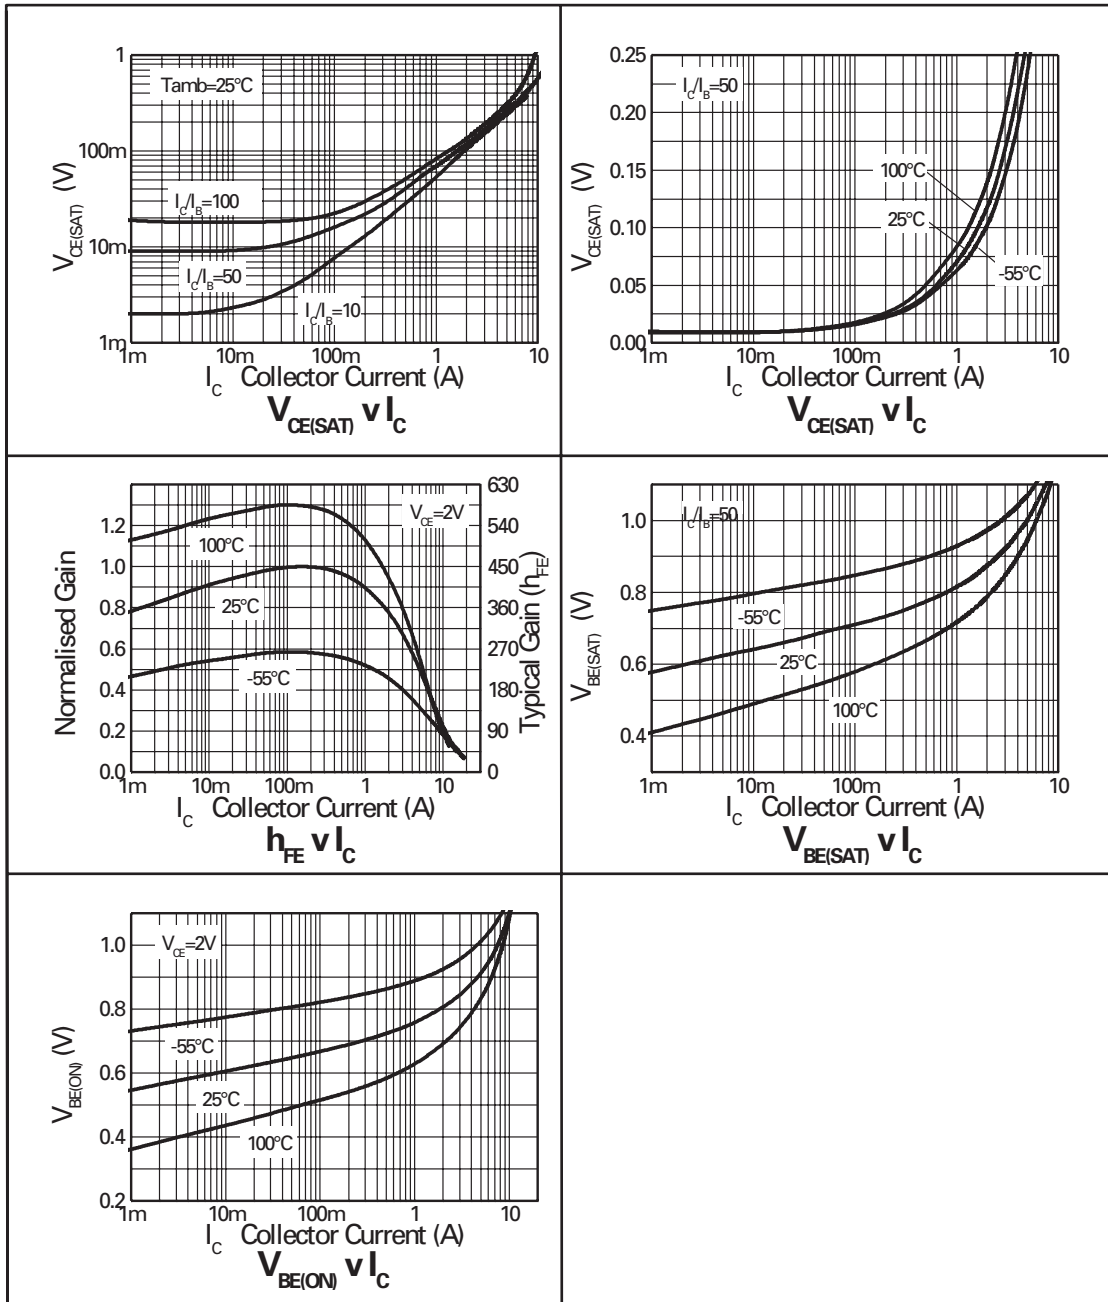 1
100m
10m
1m
Tamb=25°C
I_C/I_B=100
I_C/I_B=50
I_C/I_B=10
V_CE(SAT) (V)
1m 10m 100m 1 10
I_C Collector Current (A)
V_CE(SAT) v I_C
0.25
0.20
0.15
0.10
0.05
0.00
I_C/I_B=50
100°C
25°C
-55°C
V_CE(SAT) (V)
1m 10m 100m 1 10
I_C Collector Current (A)
V_CE(SAT) v I_C
1.2
1.0
0.8
0.6
0.4
0.2
0.0
Normalised Gain
V_CE=2V
100°C
25°C
-55°C
630
540
450
360
270
180
90
0
Typical Gain (h_FE)
1m 10m 100m 1 10
I_C Collector Current (A)
h_FE v I_C
1.0
0.8
0.6
0.4
I_C/I_B=50
-55°C
25°C
100°C
V_BE(SAT) (V)
1m 10m 100m 1 10
I_C Collector Current (A)
V_BE(SAT) v I_C
1.0
0.8
0.6
0.4
0.2
V_CE=2V
-55°C
25°C
100°C
V_BE(ON) (V)
1m 10m 100m 1 10
I_C Collector Current (A)
V_BE(ON) v I_C